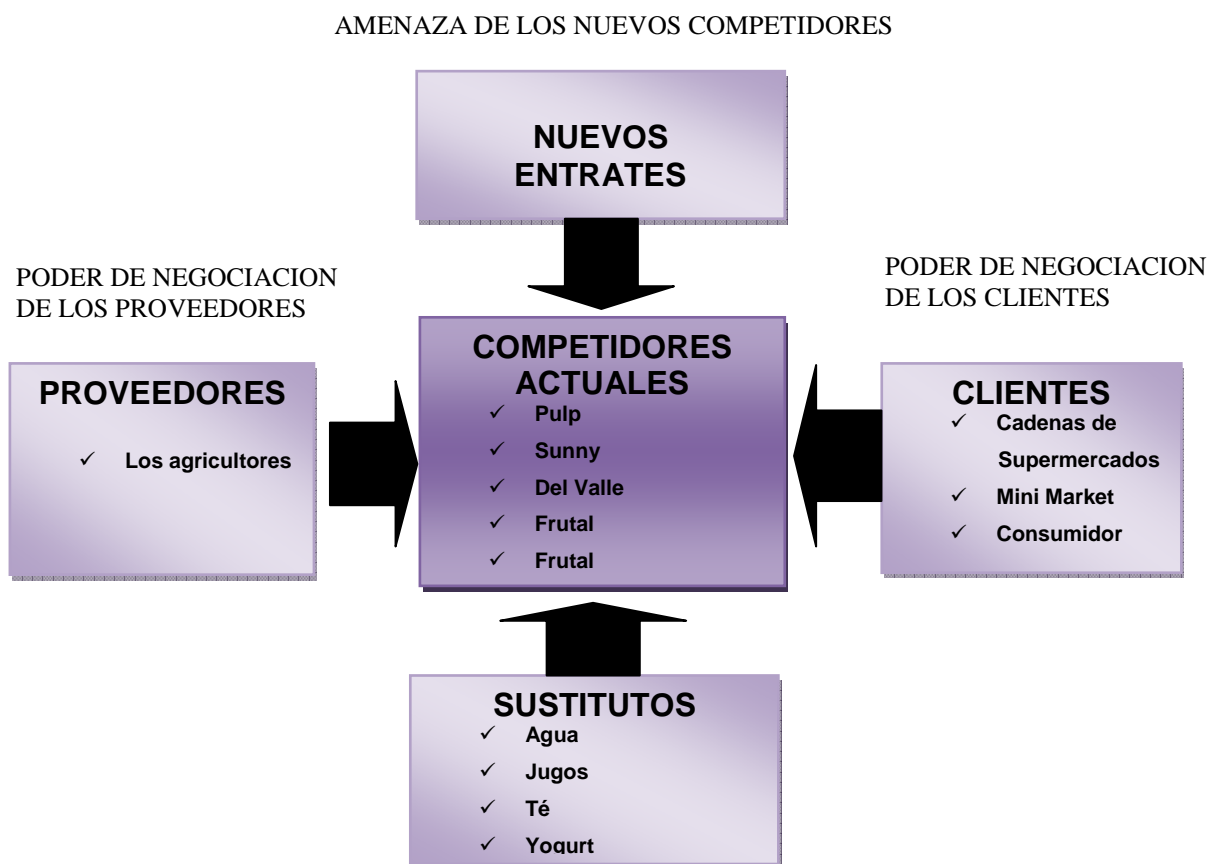 AMENAZA DE LOS NUEVOS COMPETIDORES
NUEVOS
ENTRATES
PODER DE NEGOCIACION
DE LOS PROVEEDORES
PODER DE NEGOCIACION
DE LOS CLIENTES
PROVEEDORES
✓ Los agricultores
COMPETIDORES
ACTUALES
✓ Pulp
✓ Sunny
✓ Del Valle
✓ Frutal
✓ Frutal
CLIENTES
✓ Cadenas de
Supermercados
✓ Mini Market
✓ Consumidor
SUSTITUTOS
✓ Agua
✓ Jugos
✓ Té
✓ Yogurt